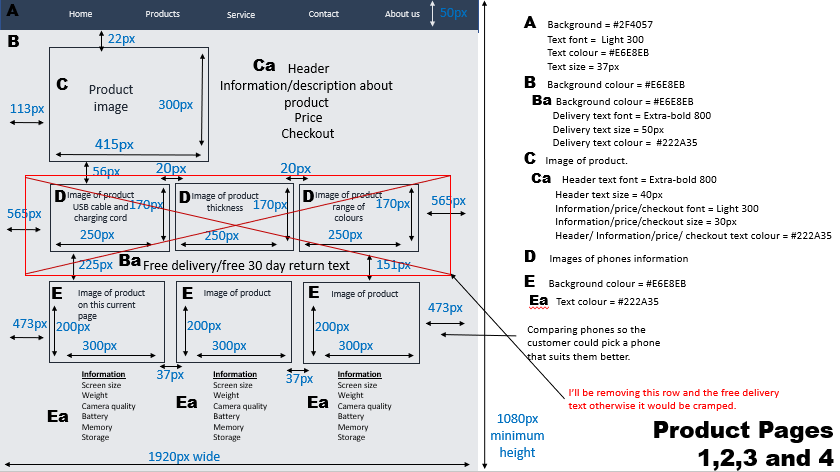 A
Home Products Service Contact About us
50px
22px
B
C
Product
image
300px
415px
113px
Ca Header
Information/description about
product
Price
Checkout
56px
20px
20px
D Image of product
USB cable and
charging cord
170px
250px
D Image of product
thickness
170px
250px
D Image of product
range of
colours
170px
250px
565px
565px
225px
Ba Free delivery/free 30 day return text
151px
E Image of product
on this current
page
200px
300px
E Image of product
200px
300px
E Image of product
200px
300px
473px
473px
37px
37px
Ea
Information
Screen size
Weight
Camera quality
Battery
Memory
Storage
Ea
Information
Screen size
Weight
Camera quality
Battery
Memory
Storage
Ea
Information
Screen size
Weight
Camera quality
Battery
Memory
Storage
1920px wide
1080px
minimum
height
A Background = #2F4057
Text font = Light 300
Text colour = #E6E8EB
Text size = 37px
B Background colour = #E6E8EB
Ba Background colour = #E6E8EB
Delivery text font = Extra-bold 800
Delivery text size = 50px
Delivery text colour = #222A35
C Image of product.
Ca Header text font = Extra-bold 800
Header text size = 40px
Information/price/checkout font = Light 300
Information/price/checkout size = 30px
Header/ Information/price/ checkout text colour = #222A35
D Images of phones information
E Background colour = #E6E8EB
Ea Text colour = #222A35
Comparing phones so the
customer could pick a phone
that suits them better.
I'll be removing this row and the free delivery
text otherwise it would be cramped.
Product Pages
1,2,3 and 4